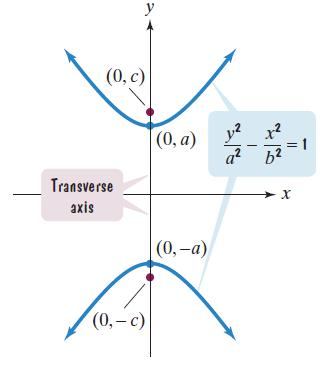 y
(0, c)
(0, a)
y²/a² - x²/b² = 1
Transverse
axis
x
(0, –a)
(0, – c)